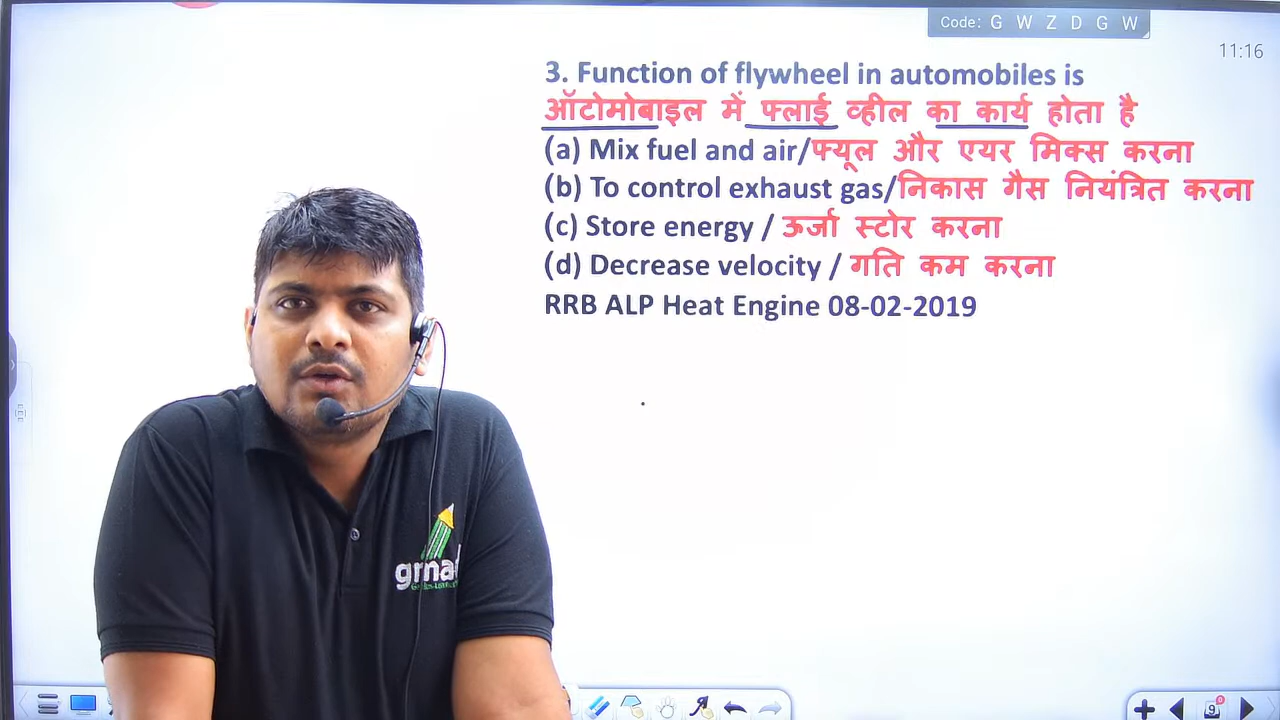 Code: G W Z D G W
11:16
3. Function of flywheel in automobiles is
ऑटोमोबाइल में फ्लाई व्हील का कार्य होता है
(a) Mix fuel and air/फ्यूल और एयर मिक्स करना
(b) To control exhaust gas/निकास गैस नियंत्रित करना
(c) Store energy / ऊर्जा स्टोर करना
(d) Decrease velocity / गति कम करना
RRB ALP Heat Engine 08-02-2019
9